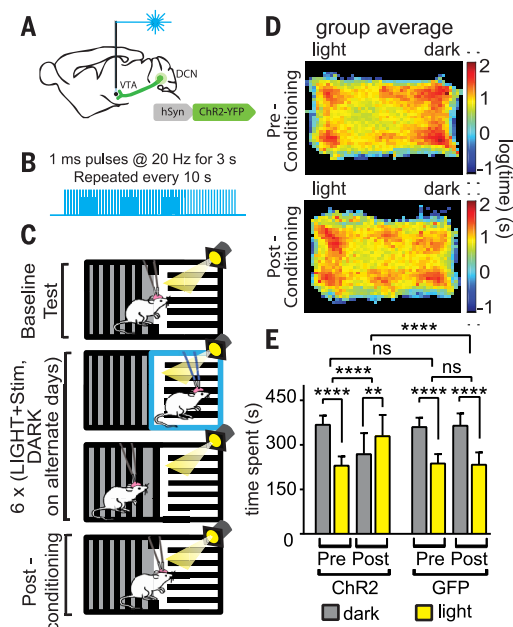 A
VTA
DCN
hSyn
ChR2-YFP
B
1 ms pulses @ 20 Hz for 3 s
Repeated every 10 s
C
Baseline
Test
6 x (LIGHT+Stim,
DARK
on alternate days)
Post -
conditioning
D
group average
light
dark
Pre -
Conditioning
2
1
0
-1
light
dark
Post -
Conditioning
2
1
0
-1
log(time) (s)
E
****
ns
****
ns
****
**
****
****
time spent (s)
450
300
150
0
Pre
Post
Pre
Post
ChR2
GFP
dark
light